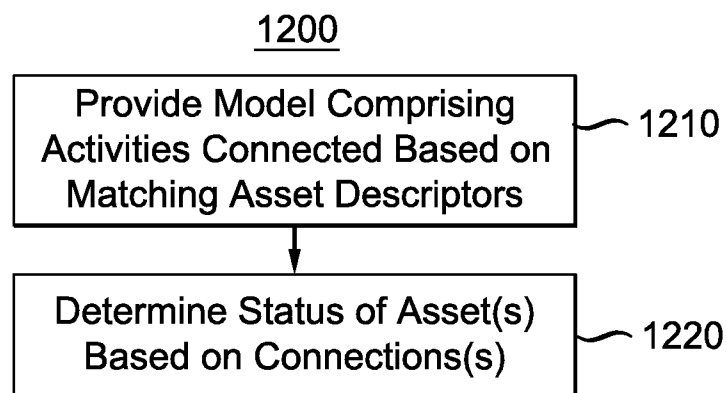 1200
Provide Model Comprising
Activities Connected Based on
Matching Asset Descriptors
1210
Determine Status of Asset(s)
Based on Connections(s)
1220